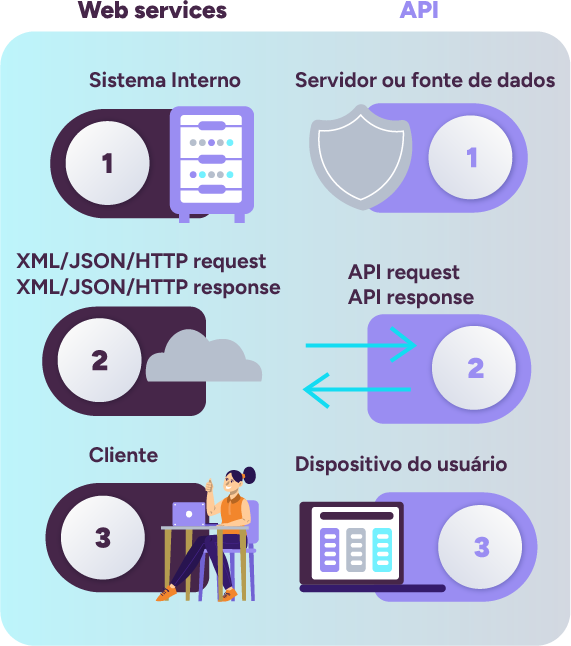 Web services
API
Sistema Interno
Servidor ou fonte de dados
1
1
XML/JSON/HTTP request
XML/JSON/HTTP response
API request
API response
2
2
Cliente
Dispositivo do usuário
3
3